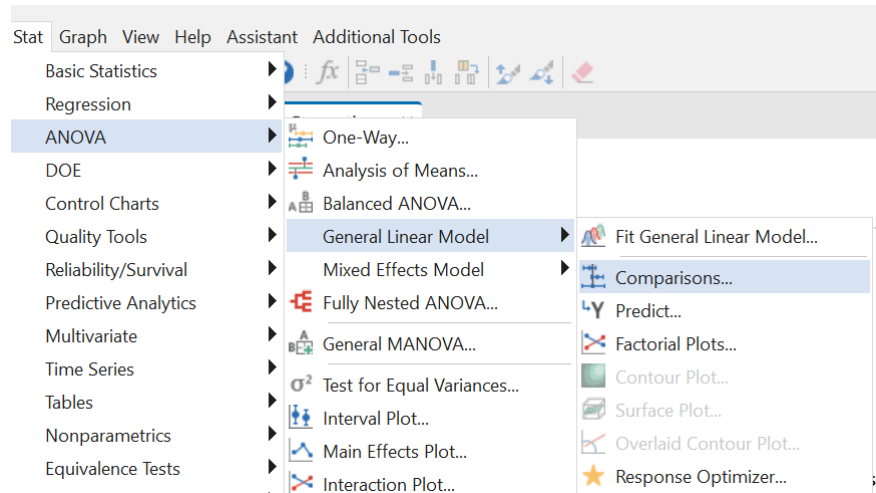 Stat Graph View Help Assistant Additional Tools
Basic Statistics
Regression
ANOVA
DOE
Control Charts
Quality Tools
Reliability/Survival
Predictive Analytics
Multivariate
Time Series
Tables
Nonparametrics
Equivalence Tests
One-Way...
Analysis of Means...
Balanced ANOVA...
General Linear Model
Mixed Effects Model
Fully Nested ANOVA...
General MANOVA...
Test for Equal Variances...
Interval Plot...
Main Effects Plot...
Interaction Plot...
Fit General Linear Model...
Comparisons...
Predict...
Factorial Plots...
Contour Plot...
Surface Plot...
Overlaid Contour Plot...
Response Optimizer...